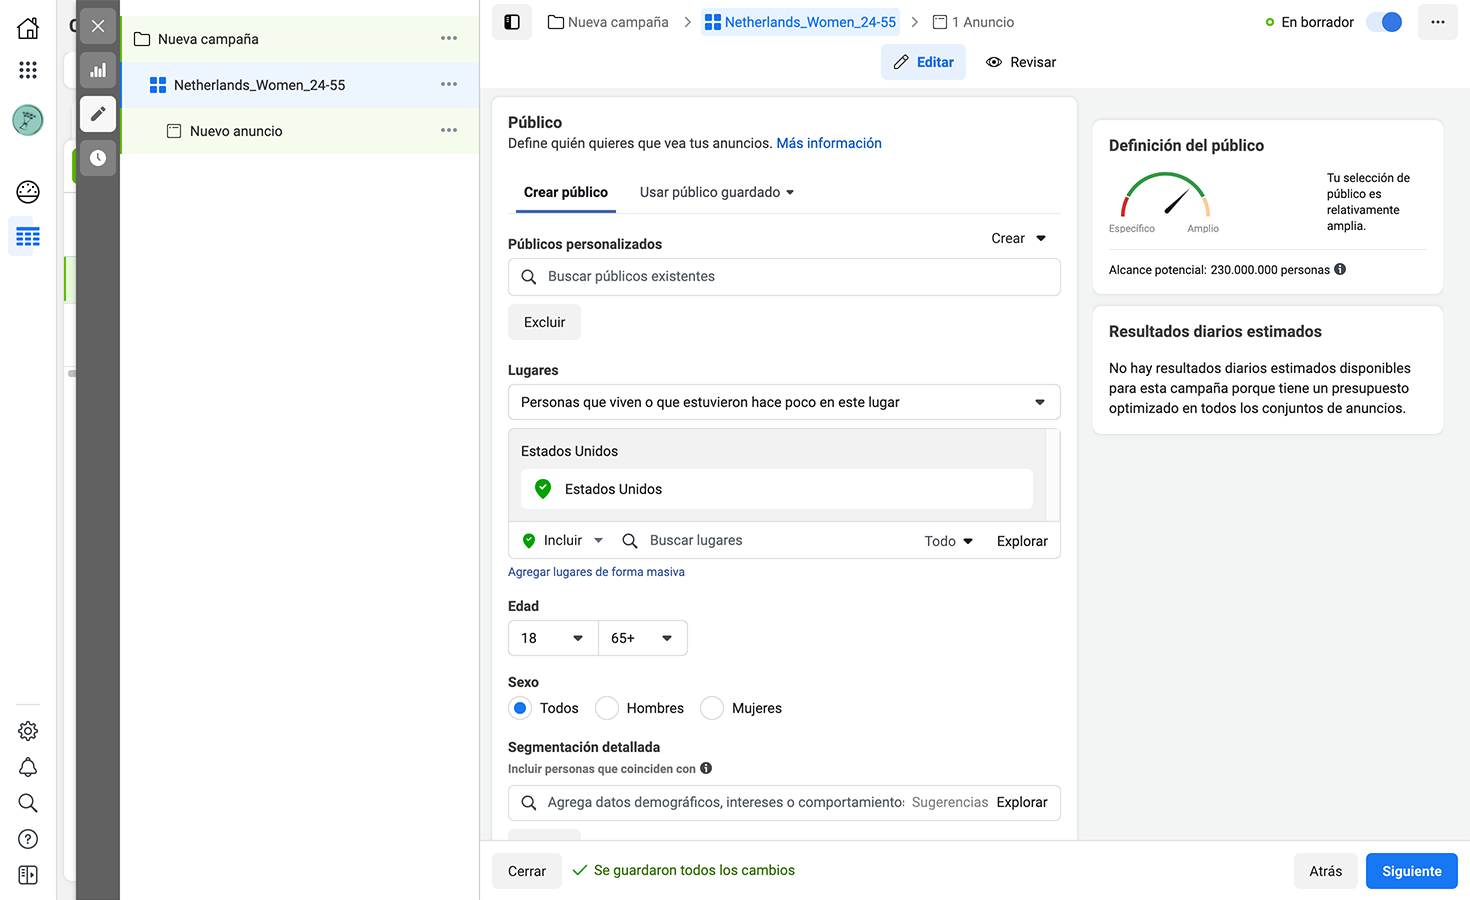 Nueva campaña
Netherlands_Women_24-55
Nuevo anuncio
Nueva campaña
Netherlands_Women_24-55
1 Anuncio
En borrador
Editar
Revisar
Público
Define quién quieres que vea tus anuncios. Más información
Crear público
Usar público guardado
Públicos personalizados
Crear
Buscar públicos existentes
Excluir
Lugares
Personas que viven o que estuvieron hace poco en este lugar
Estados Unidos
Estados Unidos
Incluir
Buscar lugares
Todo
Explorar
Agregar lugares de forma masiva
Edad
18
65+
Sexo
Todos
Hombres
Mujeres
Segmentación detallada
Incluir personas que coinciden con
Agrega datos demográficos, intereses o comportamientos
Sugerencias
Explorar
Definición del público
Específico
Amplio
Tu selección de
público es
relativamente
amplia.
Alcance potencial: 230.000.000 personas
Resultados diarios estimados
No hay resultados diarios estimados disponibles
para esta campaña porque tiene un presupuesto
optimizado en todos los conjuntos de anuncios.
Cerrar
Se guardaron todos los cambios
Atrás
Siguiente